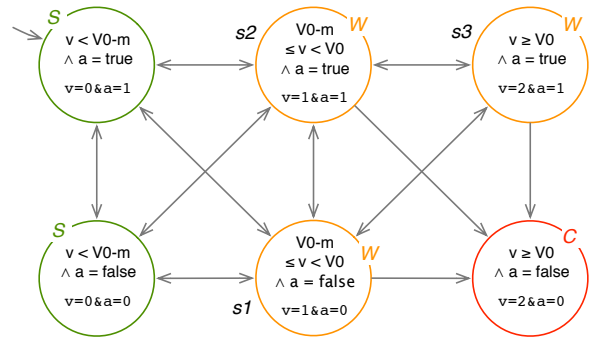 S
v < V0-m
∧ a = true
v=0&a=1
s2
W
V0-m
≤ v < V0
∧ a = true
v=1&a=1
s3
W
v ≥ V0
∧ a = true
v=2&a=1
S
v < V0-m
∧ a = false
v=0&a=0
s1
W
V0-m
≤ v < V0
∧ a = false
v=1&a=0
C
v ≥ V0
∧ a = false
v=2&a=0